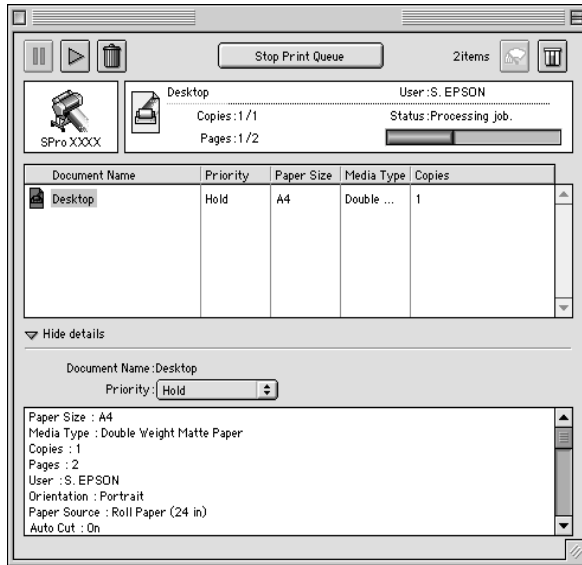 Stop Print Queue
2items
SPro XXXX
Desktop
User :S. EPSON
Copies :1/1
Status :Processing job.
Pages :1/2
Document Name Priority Paper Size Media Type Copies
Desktop Hold A4 Double ... 1
Hide details
Document Name :Desktop
Priority : Hold
Paper Size : A4
Media Type : Double Weight Matte Paper
Copies : 1
Pages : 2
User : S. EPSON
Orientation : Portrait
Paper Source : Roll Paper (24 in)
Auto Cut : On